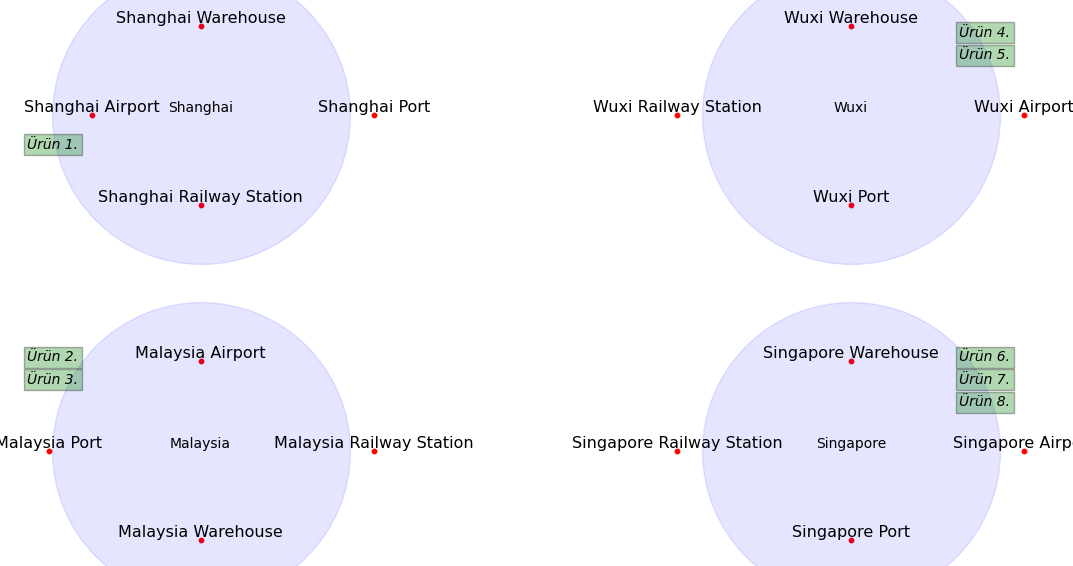 Shanghai Warehouse
Shanghai Airport
Shanghai
Shanghai Port
Ürün 1.
Shanghai Railway Station
Wuxi Warehouse
Ürün 4.
Ürün 5.
Wuxi Railway Station
Wuxi
Wuxi Airport
Wuxi Port
Malaysia Airport
Ürün 2.
Ürün 3.
Malaysia Port
Malaysia
Malaysia Railway Station
Malaysia Warehouse
Singapore Warehouse
Ürün 6.
Ürün 7.
Ürün 8.
Singapore Railway Station
Singapore
Singapore Airp
Singapore Port